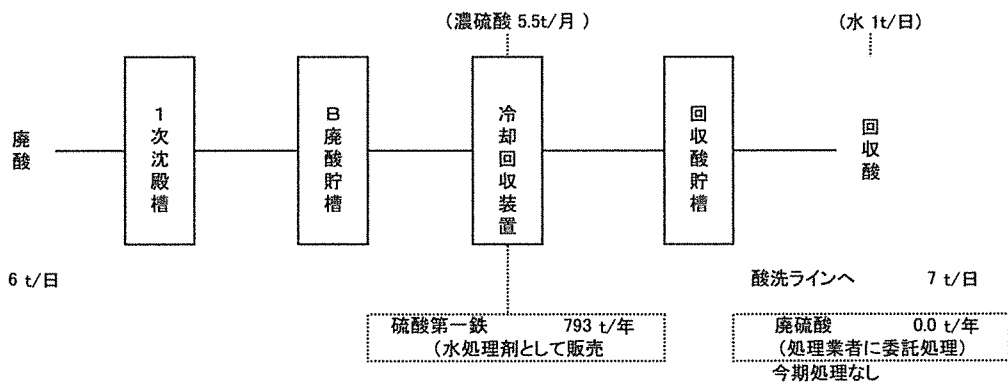 (濃硫酸 5.5t/月 )
(水 1t/日)
廃酸
1次沈殿槽
B廃酸貯槽
冷却回収装置
回収酸貯槽
回収酸
6 t/日
酸洗ラインへ 7 t/日
硫酸第一鉄 793 t/年
(水処理剤として販売
廃硫酸 0.0 t/年
(処理業者に委託処理)
今期処理なし